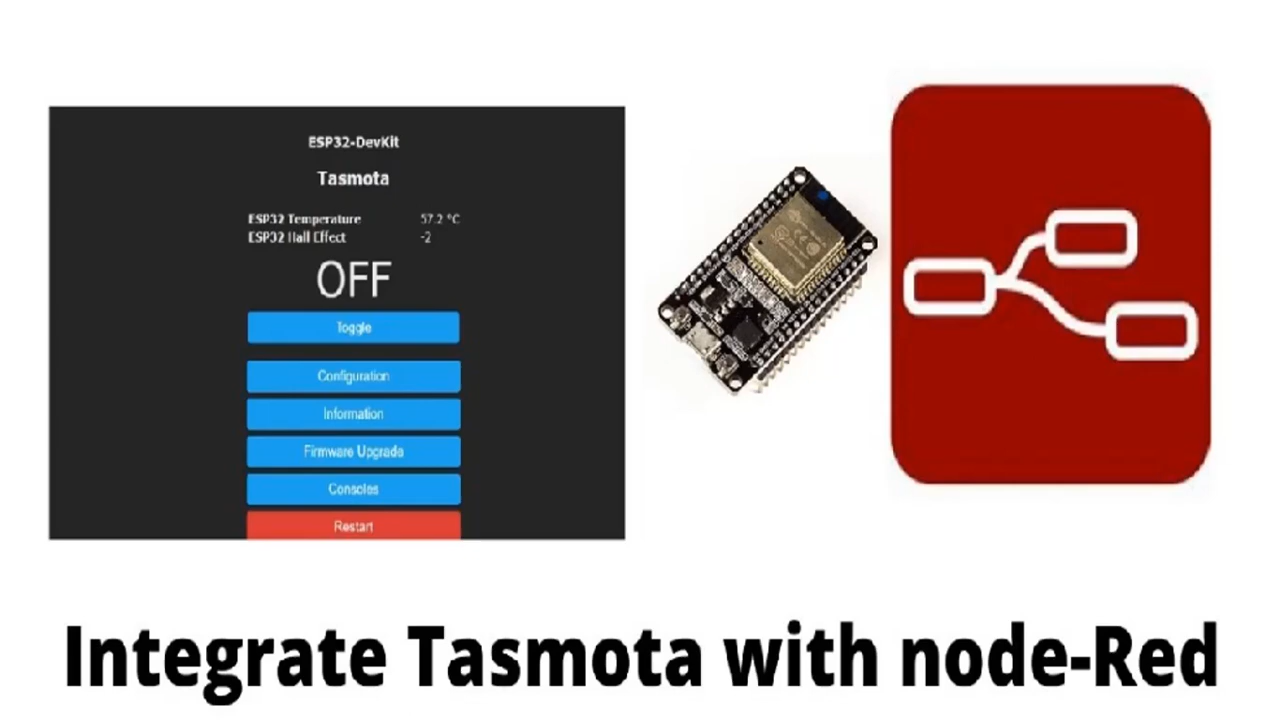 ESP32-DevKit
Tasmota
ESP32 Temperature 57.2 °C
ESP32 Hall Effect -2
OFF
Toggle
Configuration
Information
Firmware Upgrade
Consoles
Restart
Integrate Tasmota with node-Red